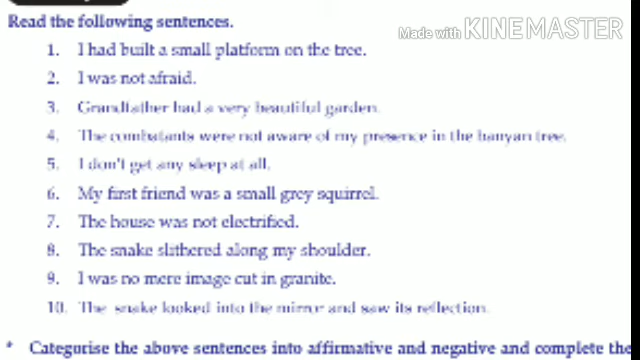 Made with KINEMASTER
Read the following sentences.
1. I had built a small platform on the tree.
2. I was not afraid.
3. Grandfather had a very beautiful garden.
4. The combatants were not aware of my presence in the banyan tree.
5. I don't get any sleep at all.
6. My first friend was a small grey squirrel.
7. The house was not electrified.
8. The snake slithered along my shoulder.
9. I was no mere image cut in granite.
10. The snake looked into the mirror and saw its reflection.
* Categorise the above sentences into affirmative and negative and complete the